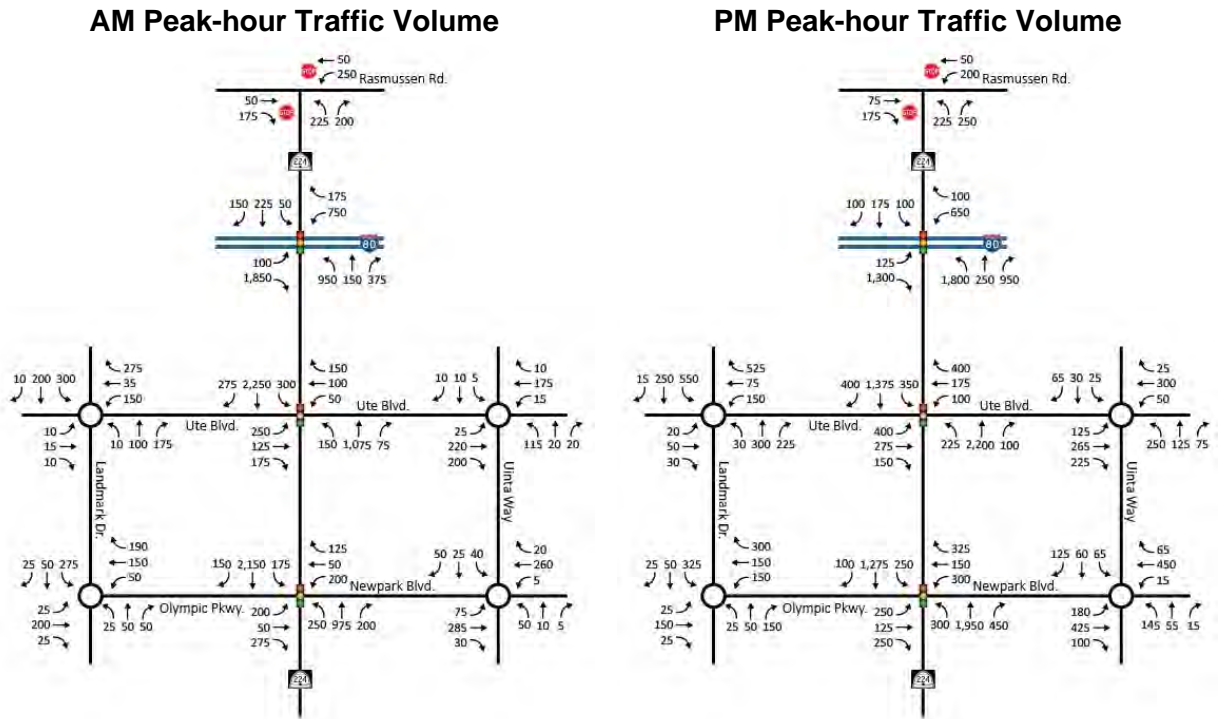 AM Peak-hour Traffic Volume
PM Peak-hour Traffic Volume
STOP
50
250 Rasmussen Rd.
50
175
STOP
225 200
224
175
750
150 225 50
80
100
1,850
950 150 375
10 200 300
275
35
150
275 2,250 300
150
100
50
10 10 5
10
175
15
Ute Blvd.
Ute Blvd.
10
15
10
10 100 175
250
125
175
150 1,075 75
25
220
200
115 20 20
Landmark Dr.
Uinta Way
25 50 275
190
150
50
150 2,150 175
125
50
200
50 25 40
20
260
5
Newpark Blvd.
Olympic Pkwy.
25
200
25
25 50 50
200
50
275
250 975 200
75
285
30
50 10 5
224
STOP
50
200 Rasmussen Rd.
75
175
STOP
225 250
224
100
650
100 175 100
80
125
1,300
1,800 250 950
15 250 550
525
75
150
400 1,375 350
400
175
100
65 30 25
25
300
50
Ute Blvd.
Ute Blvd.
20
50
30
30 300 225
400
275
150
225 2,200 100
125
265
225
250 125 75
Landmark Dr.
Uinta Way
25 50 325
300
150
150
100 1,275 250
325
150
300
125 60 65
65
450
15
Newpark Blvd.
Olympic Pkwy.
25
150
25
25 50 150
250
125
250
300 1,950 450
180
425
100
145 55 15
224